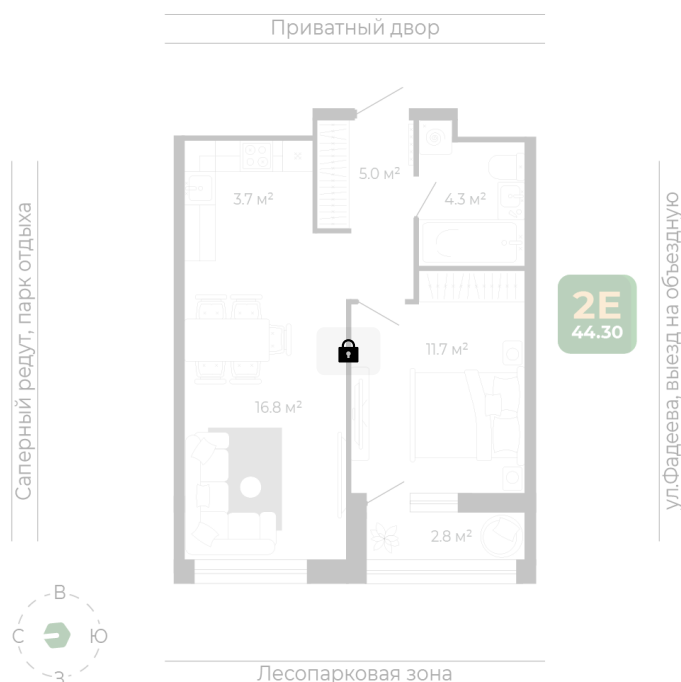 Приватный двор
5.0 м²
3.7 м²
4.3 м²
Саперный редут, парк отдыха
ул.Фадеева, выезд на объездную
2Е
44.30
11.7 м²
16.8 м²
2.8 м²
В
С
Ю
З
Лесопарковая зона